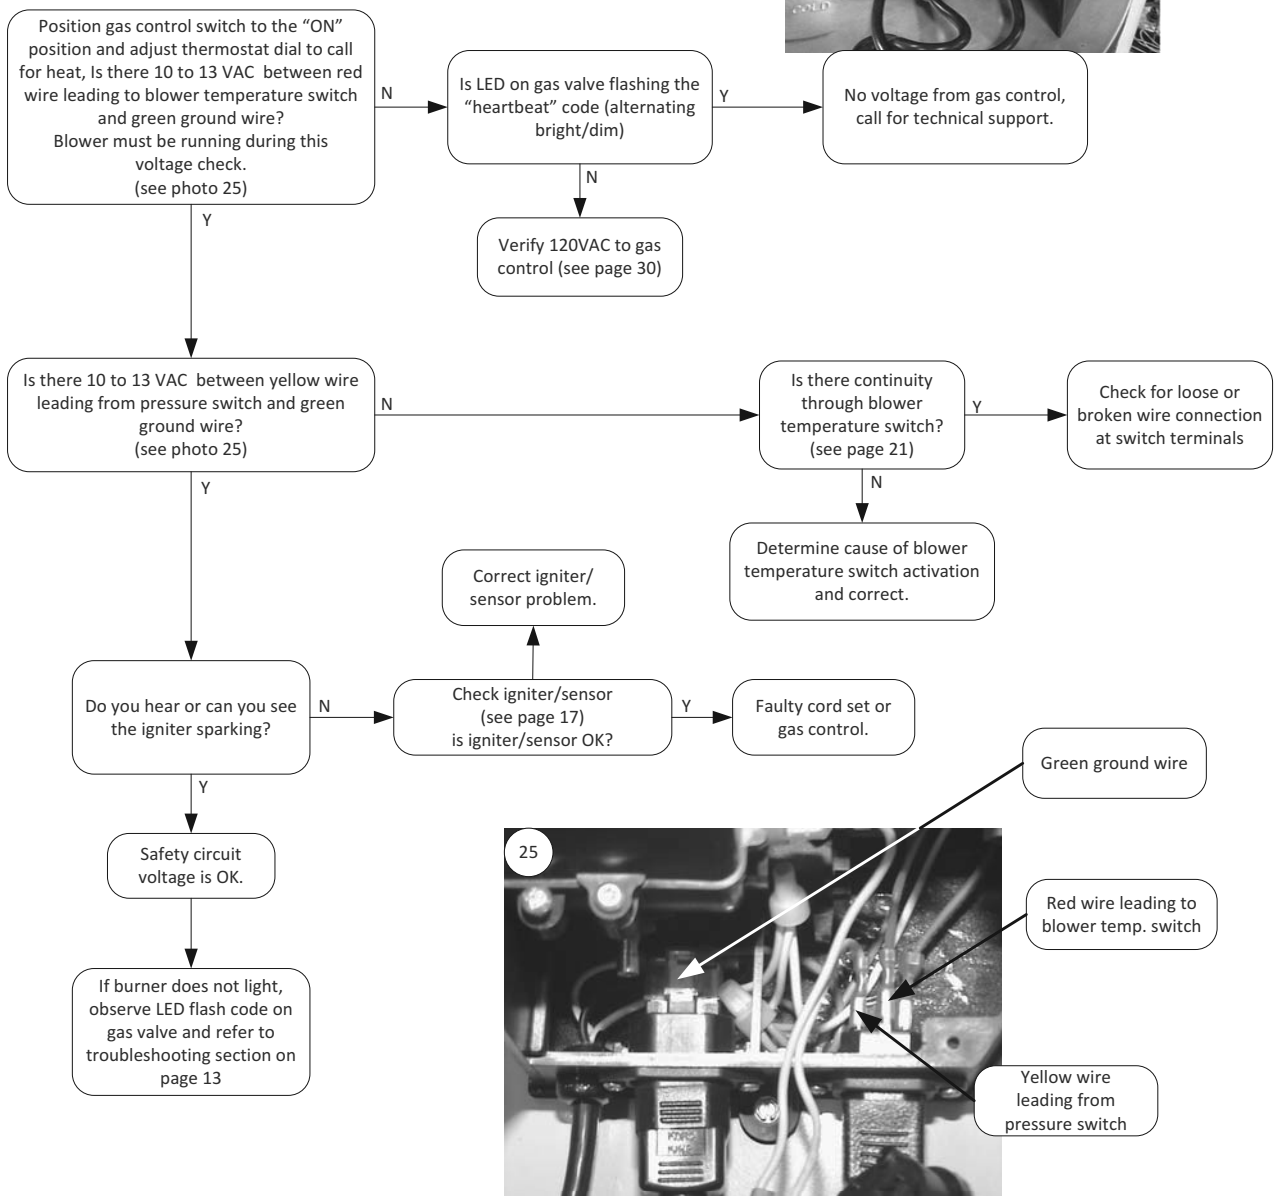 COLD
Position gas control switch to the “ON”
position and adjust thermostat dial to call
for heat, Is there 10 to 13 VAC between red
wire leading to blower temperature switch
and green ground wire?
Blower must be running during this
voltage check.
(see photo 25)
N
Is LED on gas valve flashing the
“heartbeat” code (alternating
bright/dim)
Y
No voltage from gas control,
call for technical support.
N
Verify 120VAC to gas
control (see page 30)
Y
Is there 10 to 13 VAC between yellow wire
leading from pressure switch and green
ground wire?
(see photo 25)
N
Is there continuity
through blower
temperature switch?
(see page 21)
Y
Check for loose or
broken wire connection
at switch terminals
N
Determine cause of blower
temperature switch activation
and correct.
Y
Correct igniter/
sensor problem.
Do you hear or can you see
the igniter sparking?
N
Check igniter/sensor
(see page 17)
is igniter/sensor OK?
Y
Faulty cord set or
gas control.
Y
Safety circuit
voltage is OK.
If burner does not light,
observe LED flash code on
gas valve and refer to
troubleshooting section on
page 13
25
Green ground wire
Red wire leading to
blower temp. switch
Yellow wire
leading from
pressure switch